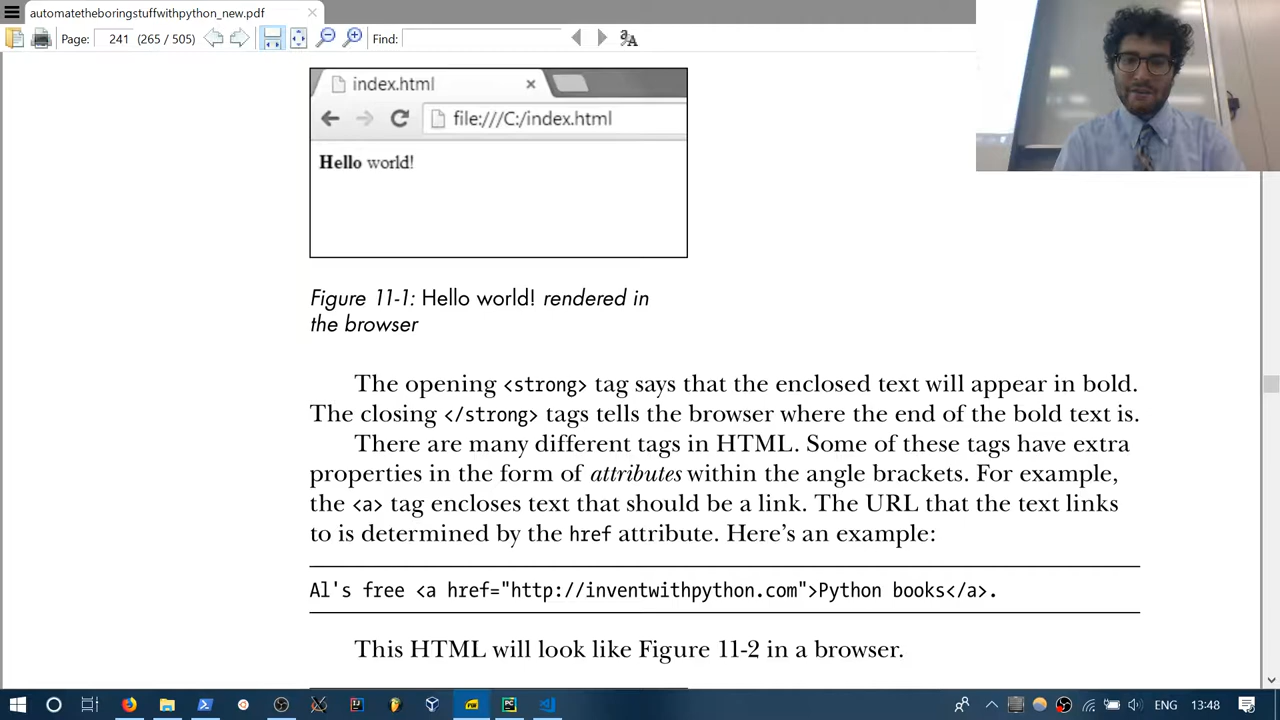 automatetheboringstuffwithpython_new.pdf
Page: 241 (265 / 505) Find:
index.html
file:///C:/index.html
Hello world!
Figure 11-1: Hello world! rendered in
the browser
The opening <strong> tag says that the enclosed text will appear in bold.
The closing </strong> tags tells the browser where the end of the bold text is.
There are many different tags in HTML. Some of these tags have extra
properties in the form of attributes within the angle brackets. For example,
the <a> tag encloses text that should be a link. The URL that the text links
to is determined by the href attribute. Here’s an example:
Al's free <a href="http://inventwithpython.com">Python books</a>.
This HTML will look like Figure 11-2 in a browser.
ENG 13:48